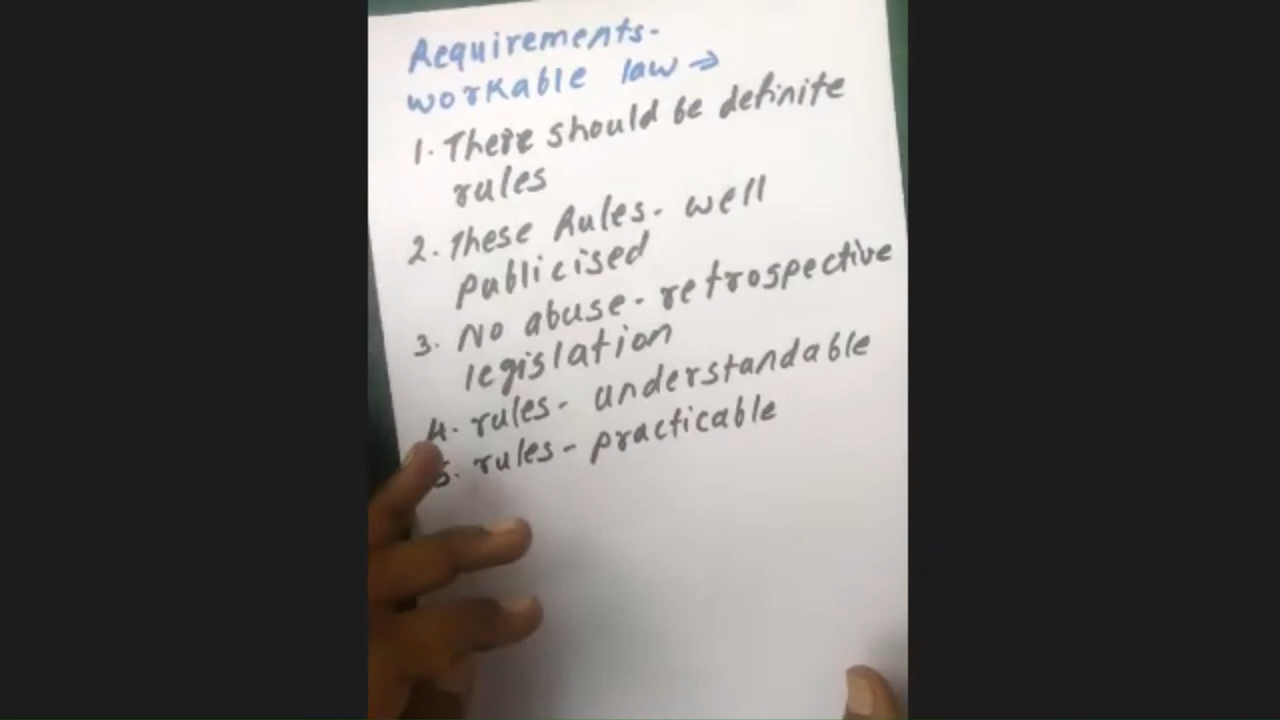 Requirements-
workable law →
1. There should be definite
rules
2. These Rules- well
publicised
3. No abuse- retrospective
legislation
4. rules- understandable
5. rules- practicable